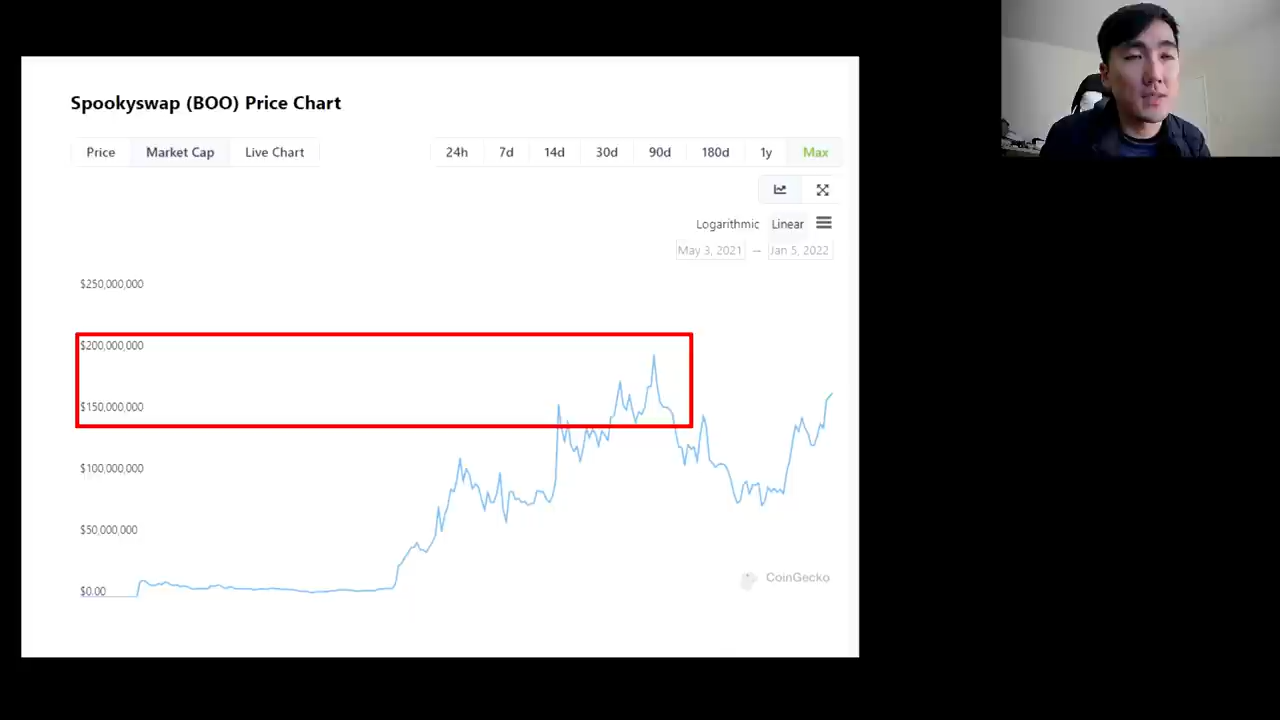 Spookyswap (BOO) Price Chart
Price Market Cap Live Chart 24h 7d 14d 30d 90d 180d 1y Max
Logarithmic Linear
May 3, 2021 – Jan 5, 2022
$250,000,000
$200,000,000
$150,000,000
$100,000,000
$50,000,000
CoinGecko
$0.00